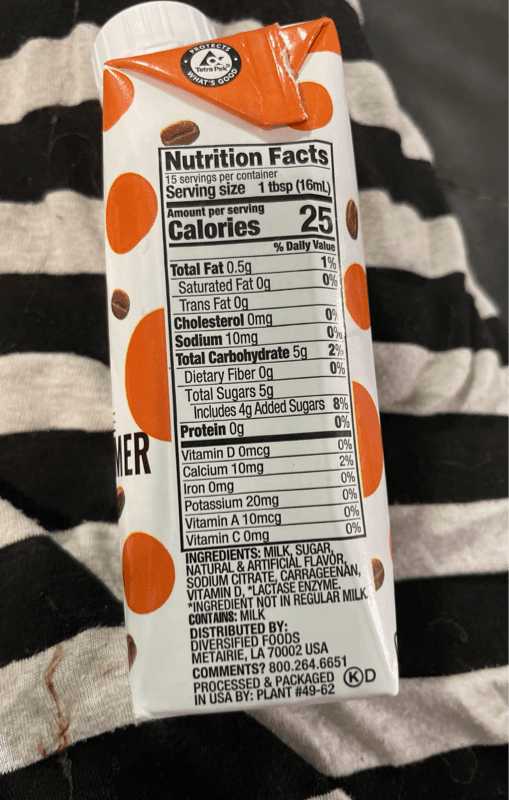 PROTECTS
Tetra Pak®
WHAT'S GOOD
Nutrition Facts
15 servings per container
Serving size 1 tbsp (16mL)
Amount per serving
Calories 25
% Daily Value
Total Fat 0.5g 1%
Saturated Fat 0g 0%
Trans Fat 0g
Cholesterol 0mg 0%
Sodium 10mg 0%
Total Carbohydrate 5g 2%
Dietary Fiber 0g 0%
Total Sugars 5g
Includes 4g Added Sugars 8%
Protein 0g 0%
Vitamin D 0mcg 0%
Calcium 10mg 2%
Iron 0mg 0%
Potassium 20mg 0%
Vitamin A 10mcg 0%
Vitamin C 0mg 0%
MER
INGREDIENTS: MILK, SUGAR,
NATURAL & ARTIFICIAL FLAVOR,
SODIUM CITRATE, CARRAGEENAN,
VITAMIN D, *LACTASE ENZYME.
*INGREDIENT NOT IN REGULAR MILK
CONTAINS: MILK
DISTRIBUTED BY:
DIVERSIFIED FOODS
METAIRIE, LA 70002 USA
COMMENTS? 800.264.6651
PROCESSED & PACKAGED K D
IN USA BY: PLANT #49-62